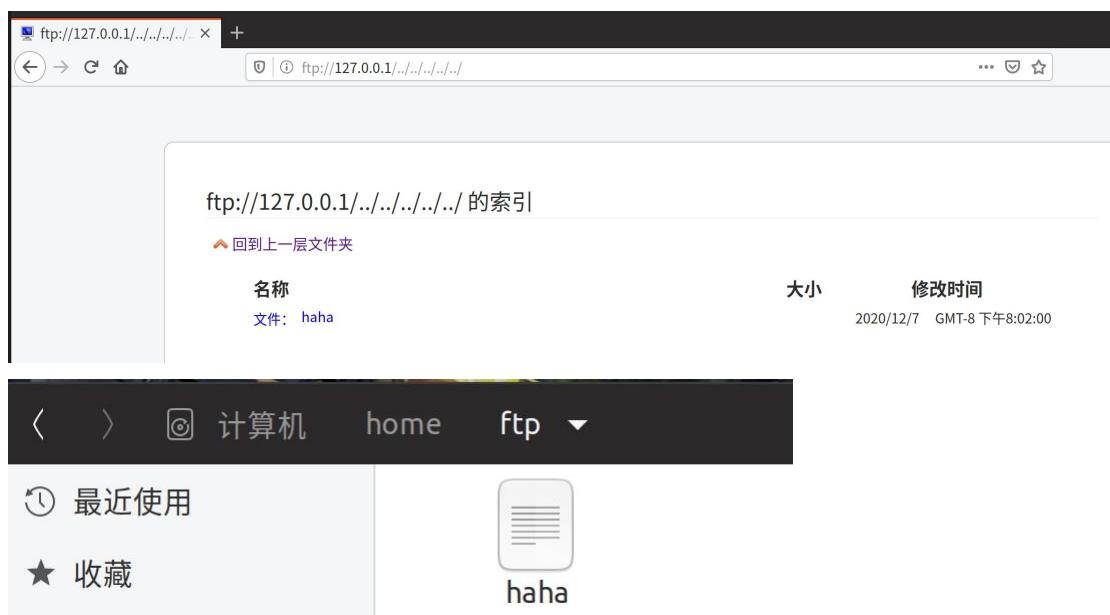 ftp://127.0.0.1/../../../../
ftp://127.0.0.1/../../../../../
ftp://127.0.0.1/../../../../../ 的索引
回到上一层文件夹
名称 大小 修改时间
文件: haha 2020/12/7 GMT-8 下午8:02:00
计算机 home ftp
最近使用
收藏
haha